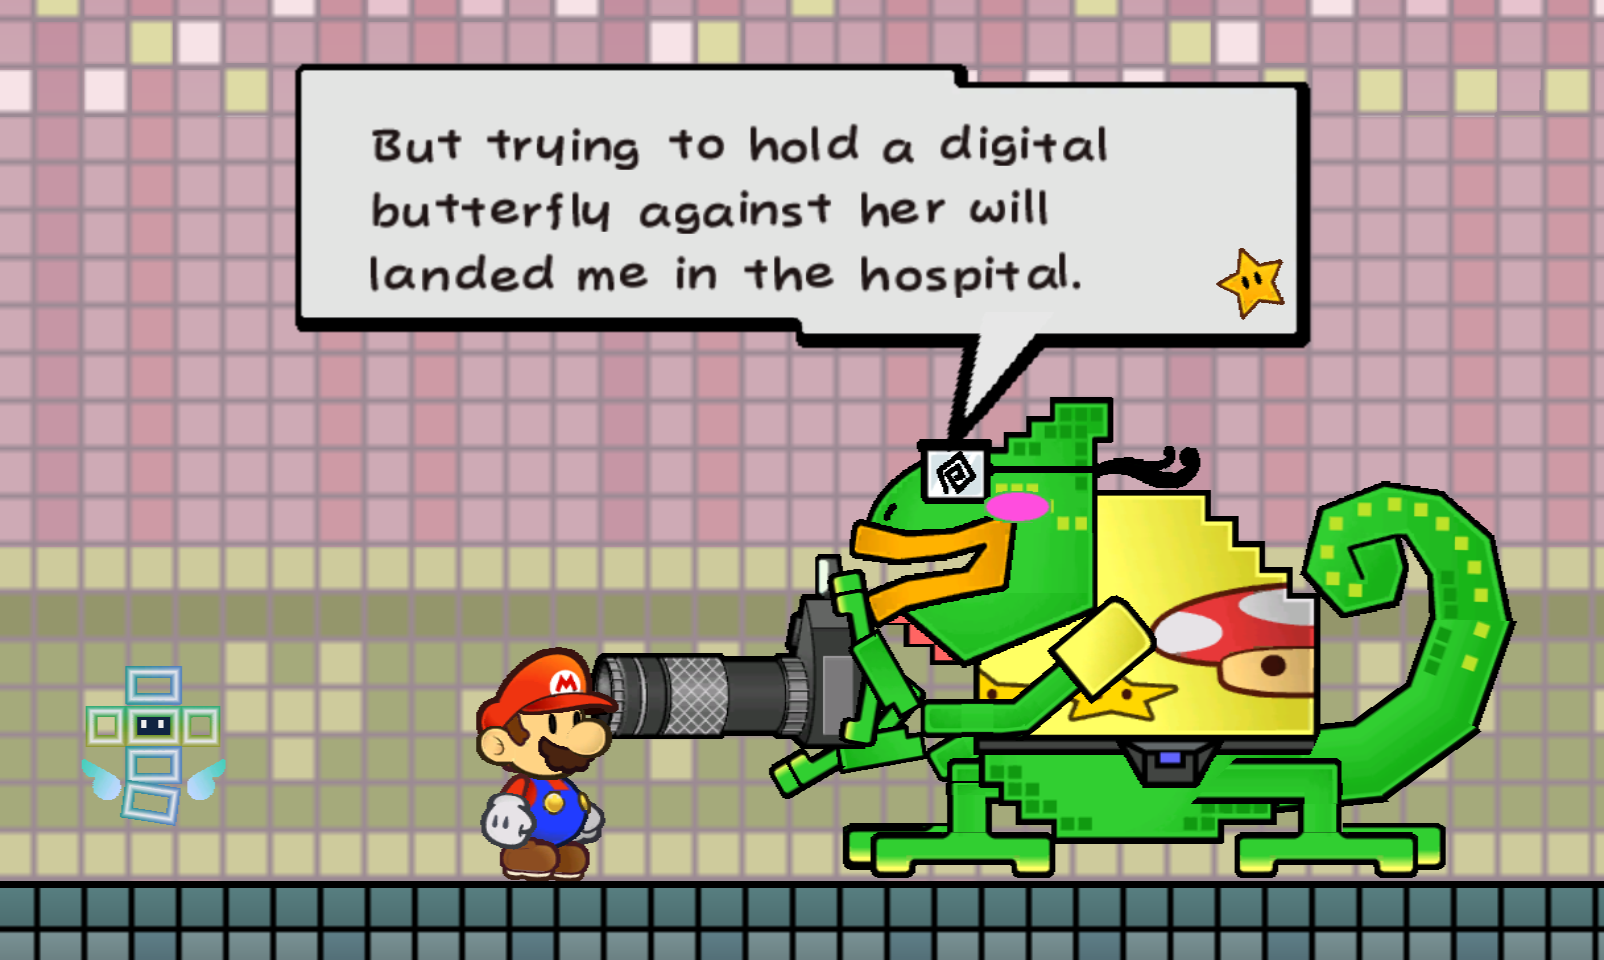 But trying to hold a digital
butterfly against her will
landed me in the hospital.
M